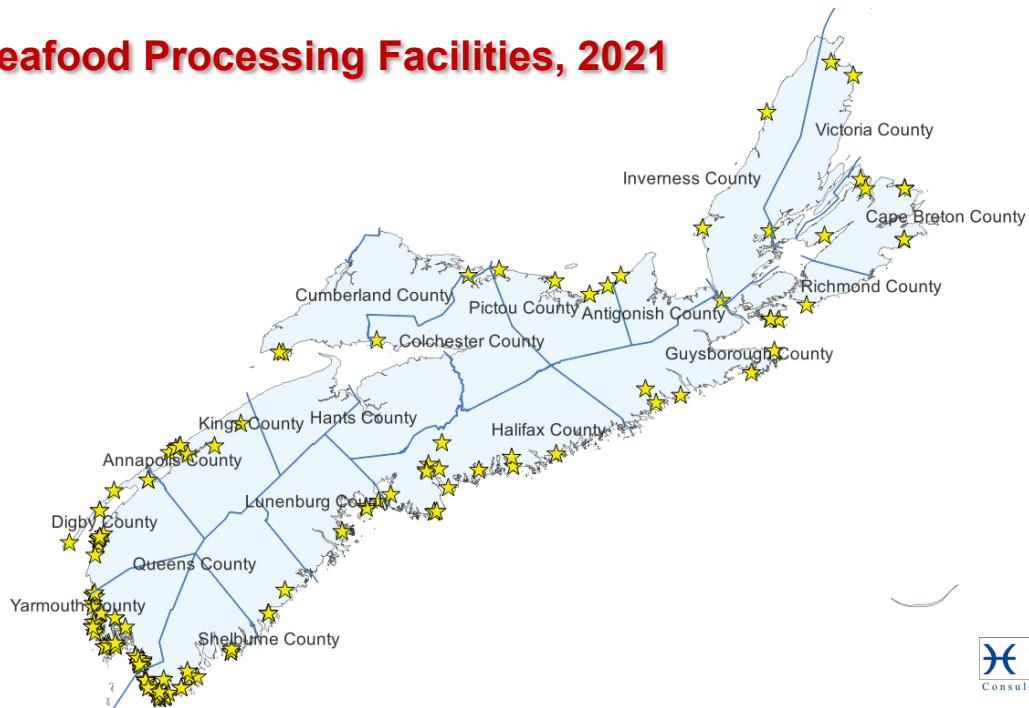 eafood Processing Facilities, 2021
Victoria County
Inverness County
Cape Breton County
Richmond County
Cumberland County
Pictou County
Antigonish County
Colchester County
Guysborough County
Kings County
Hants County
Halifax County
Annapolis County
Lunenburg County
Digby County
Queens County
Yarmouth County
Shelburne County
Consul